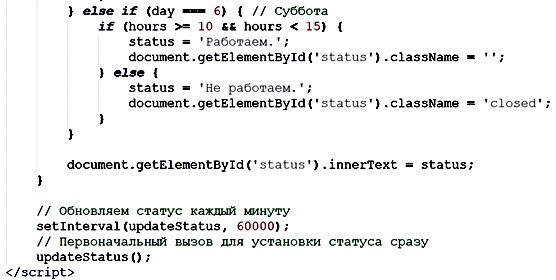 } else if (day === 6) { // Суббота
if (hours >= 10 && hours < 15) {
status = 'Работаем.';
document.getElementById('status').className = '';
} else {
status = 'Не работаем.';
document.getElementById('status').className = 'closed';
}
}
document.getElementById('status').innerText = status;
}
// Обновляем статус каждый минуту
setInterval(updateStatus, 60000);
// Первоначальный вызов для установки статуса сразу
updateStatus();
</script>